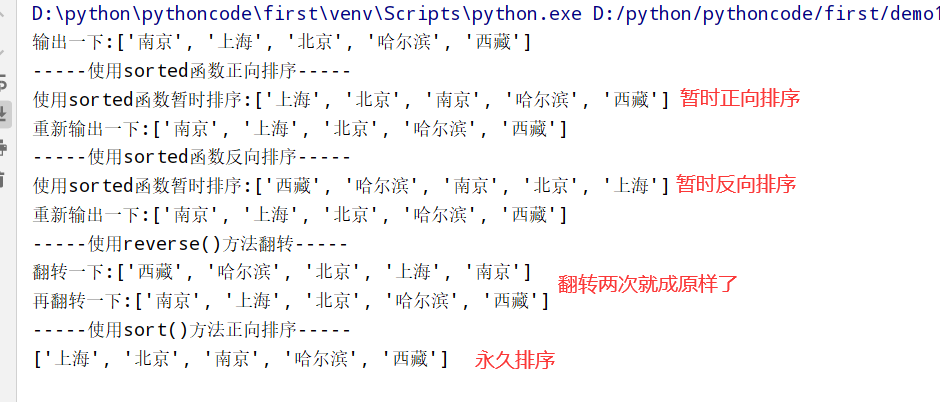 D:\python\pythoncode\first\venv\Scripts\python.exe D:/python/pythoncode/first/demo1
输出一下:['南京', '上海', '北京', '哈尔滨', '西藏']
-----使用sorted函数正向排序-----
使用sorted函数暂时排序:['上海', '北京', '南京', '哈尔滨', '西藏'] 暂时正向排序
重新输出一下:['南京', '上海', '北京', '哈尔滨', '西藏']
-----使用sorted函数反向排序-----
使用sorted函数暂时排序:['西藏', '哈尔滨', '南京', '北京', '上海'] 暂时反向排序
重新输出一下:['南京', '上海', '北京', '哈尔滨', '西藏']
-----使用reverse()方法翻转-----
翻转一下:['西藏', '哈尔滨', '北京', '上海', '南京']
翻转两次就成原样了
再翻转一下:['南京', '上海', '北京', '哈尔滨', '西藏']
-----使用sort()方法正向排序-----
['上海', '北京', '南京', '哈尔滨', '西藏'] 永久排序